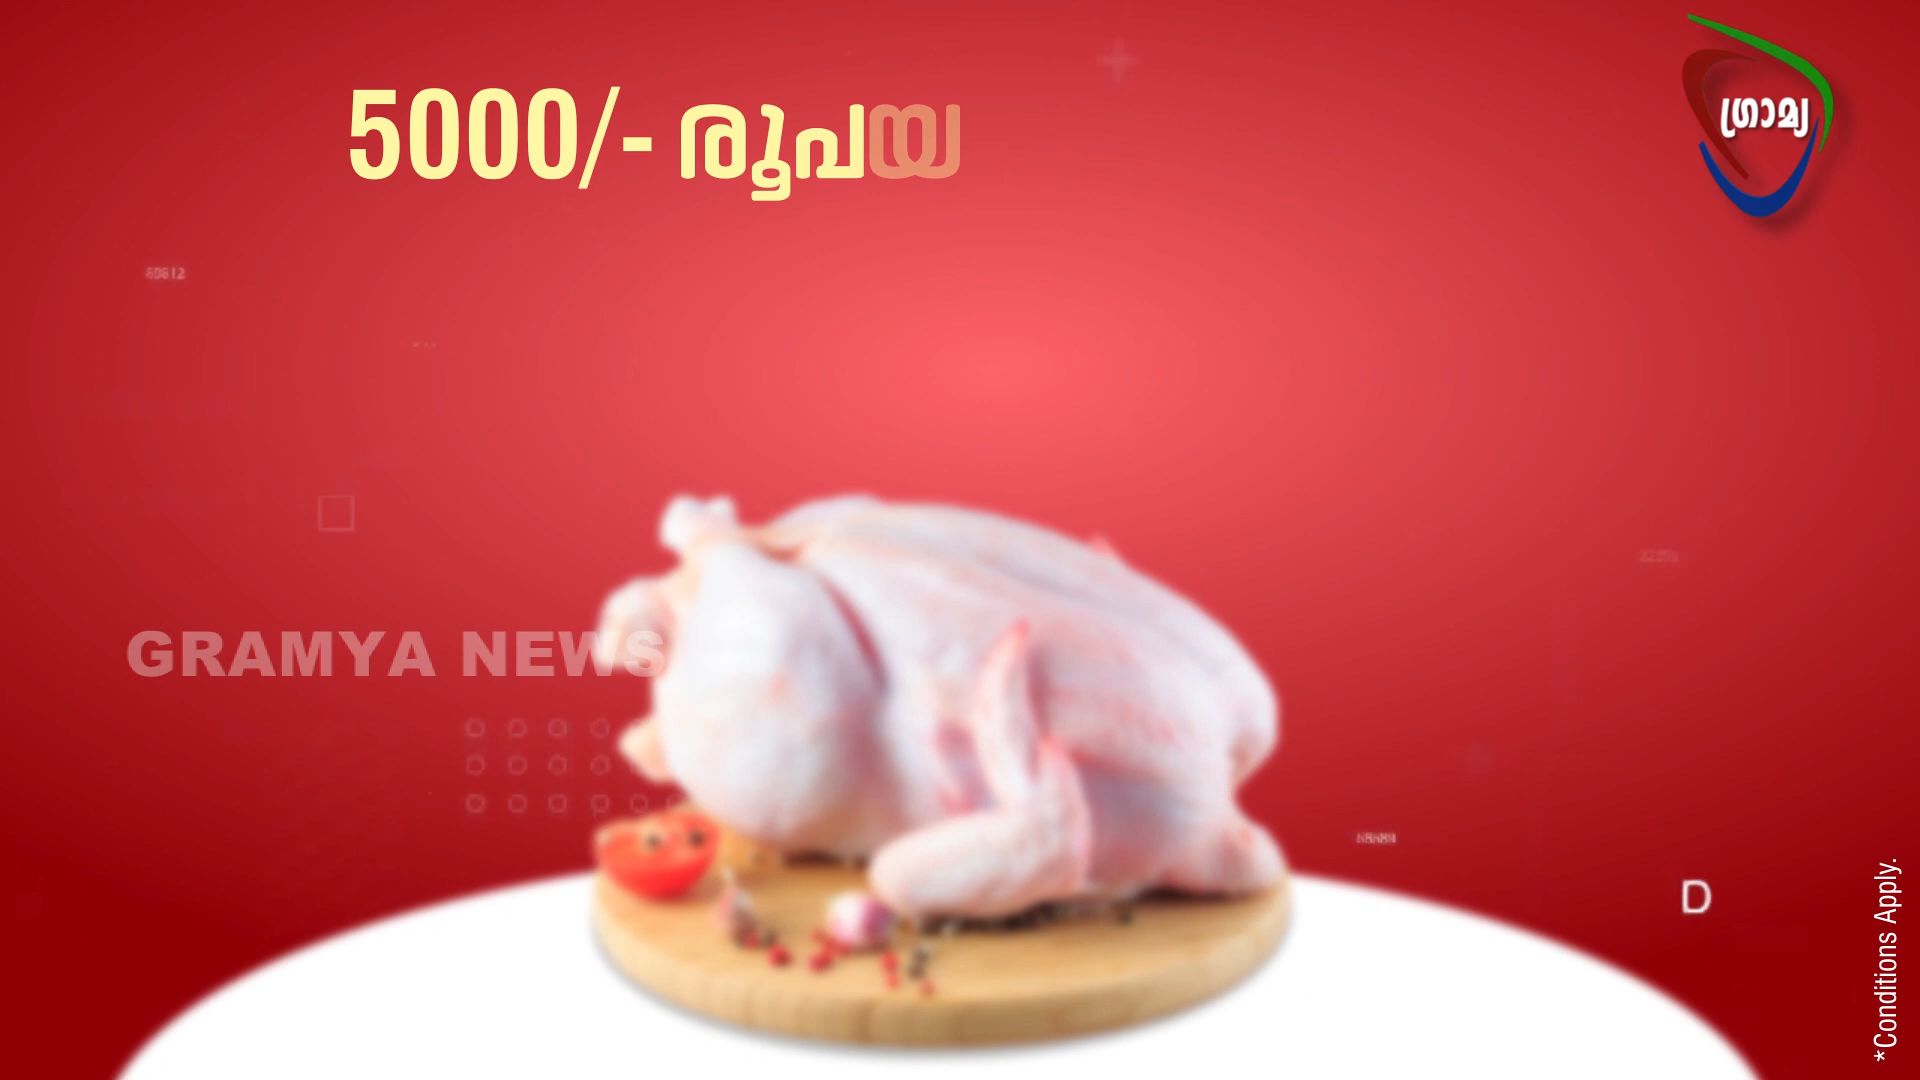 5000/- രൂപയ
ഗ്രാമ്യ
GRAMYA NEWS
D
*Conditions Apply.